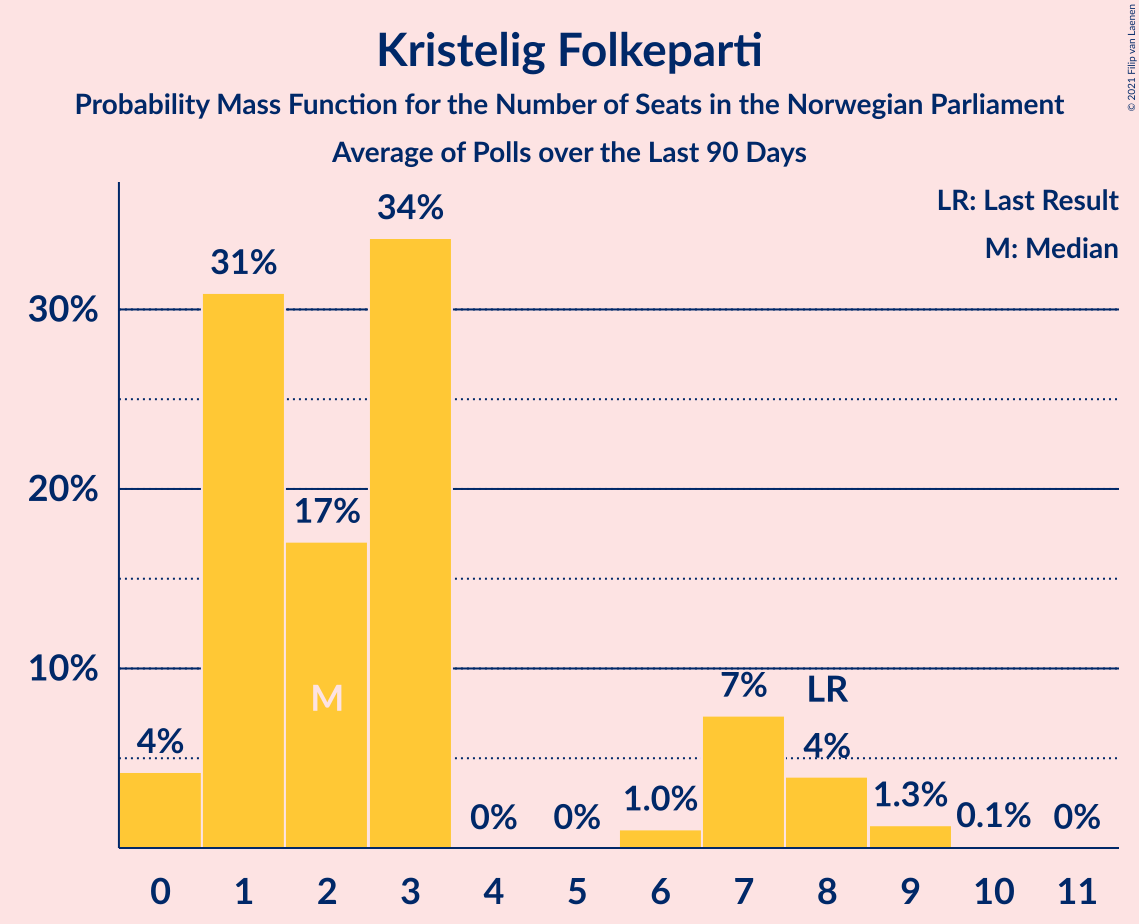 Kristelig Folkeparti
Probability Mass Function for the Number of Seats in the Norwegian Parliament
Average of Polls over the Last 90 Days
© 2021 Filip van Laenen
LR: Last Result
M: Median
30%
20%
10%
4%
31%
17%
34%
0%
0%
1.0%
7%
4%
1.3%
0.1%
0%
M
LR
0 1 2 3 4 5 6 7 8 9 10 11